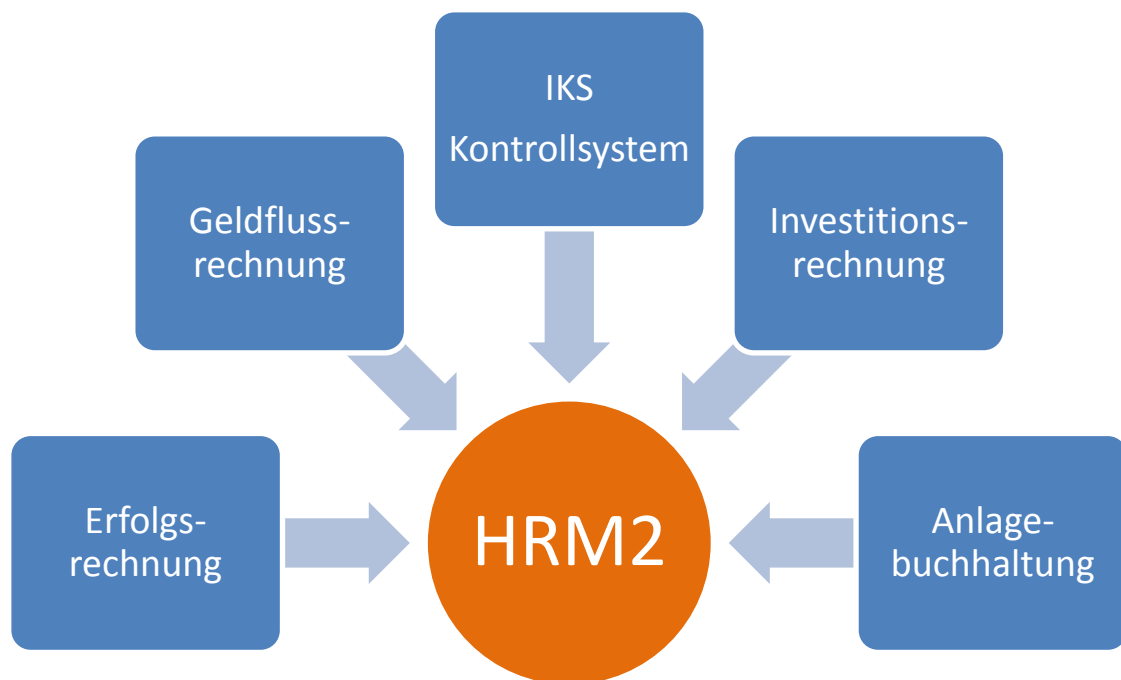 IKS
Kontrollsystem
Geldfluss-
rechnung
Investitions-
rechnung
Erfolgs-
rechnung
HRM2
Anlage-
buchhaltung